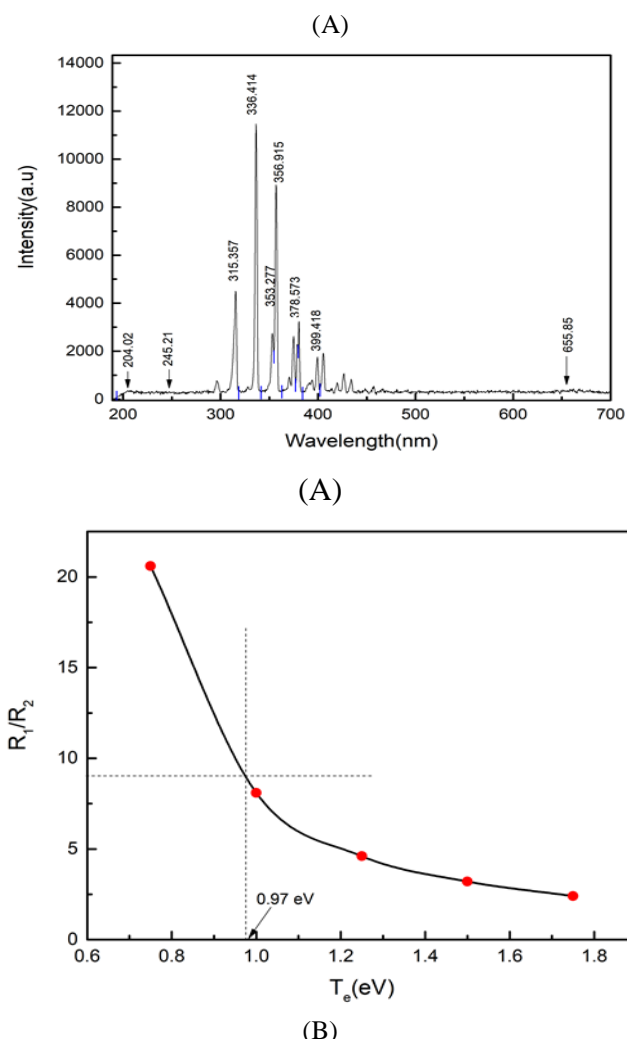 (A)
14000
12000
10000
8000
6000
4000
2000
0
Intensity(a.u)
204.02
245.21
315.357
336.414
353.277
356.915
378.573
399.418
655.85
200 300 400 500 600 700
Wavelength(nm)
(A)
20
15
10
5
0
R1/R2
0.97 eV
0.6 0.8 1.0 1.2 1.4 1.6 1.8
Te(eV)
(B)